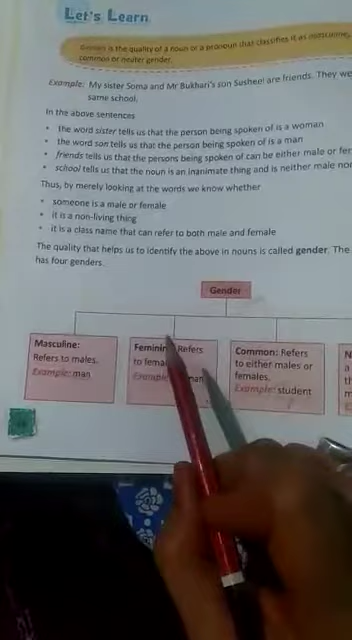 Let's Learn
Gender is the quality of a noun or a pronoun that classifies it as masculine,
common or neuter gender.
Example: My sister Soma and Mr Bukhari's son Susheel are friends. They we
same school.
In the above sentences
• the word sister tells us that the person being spoken of is a woman
• the word son tells us that the person being spoken of is a man
• friends tells us that the persons being spoken of can be either male or fe
• school tells us that the noun is an inanimate thing and is neither male no
Thus, by merely looking at the words we know whether
• someone is a male or female
• it is a non-living thing
• it is a class name that can refer to both male and female
The quality that helps us to identify the above in nouns is called gender. The
has four genders.
Gender
Masculine:
Refers to males.
Example: man
Feminin Refers
to fema
Example: man
Common: Refers
to either males or
females.
Example: student
N
a
th
m
E